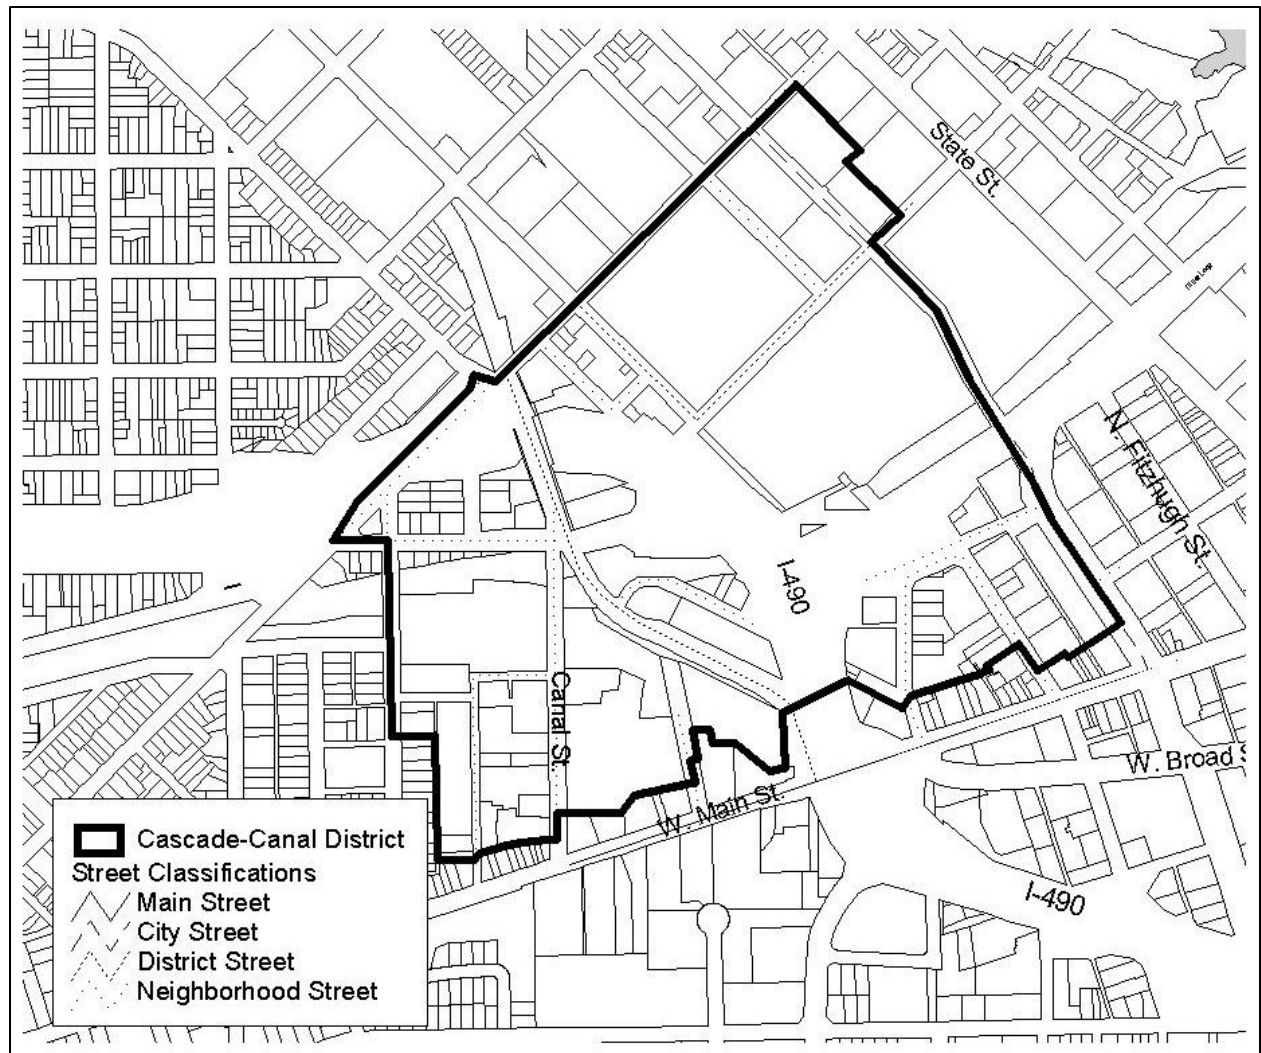 State St.
N. Fitzhugh St.
I-490
Canal St.
W. Broad S
W. Main St.
I-490
Cascade-Canal District
Street Classifications
Main Street
City Street
District Street
Neighborhood Street